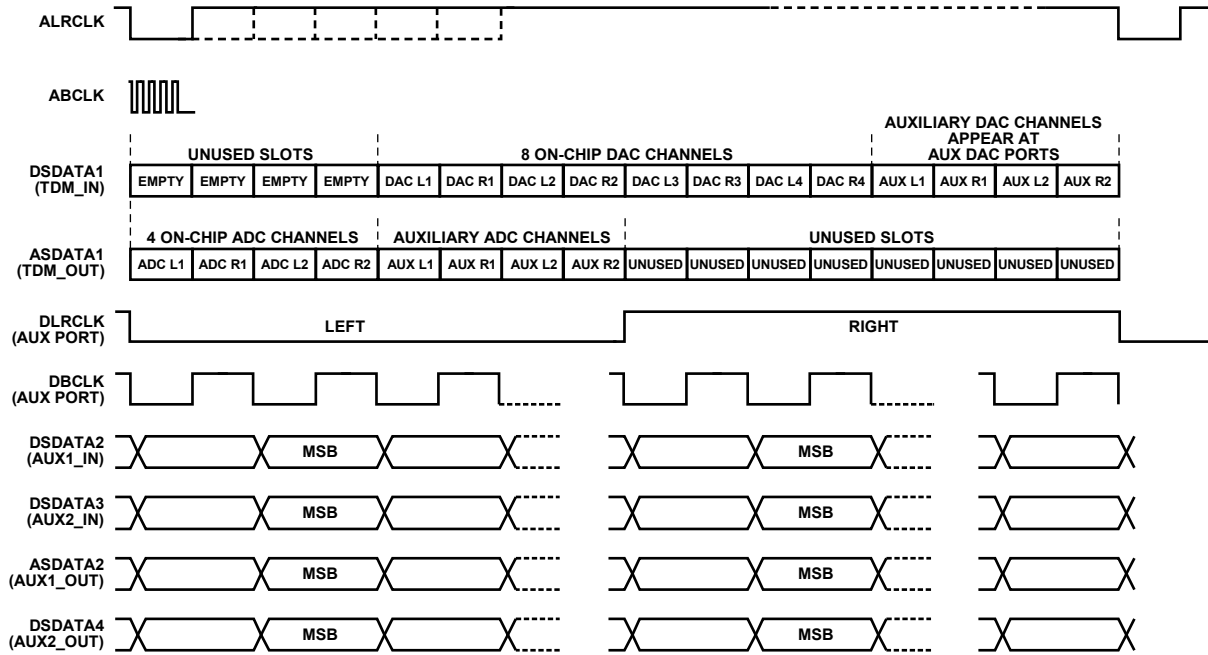 ALRCLK
ABCLK
AUXILIARY DAC CHANNELS
APPEAR AT
AUX DAC PORTS
UNUSED SLOTS
8 ON-CHIP DAC CHANNELS
DSDATA1
(TDM_IN)
EMPTY EMPTY EMPTY EMPTY DAC L1 DAC R1 DAC L2 DAC R2 DAC L3 DAC R3 DAC L4 DAC R4 AUX L1 AUX R1 AUX L2 AUX R2
4 ON-CHIP ADC CHANNELS
AUXILIARY ADC CHANNELS
UNUSED SLOTS
ASDATA1
(TDM_OUT)
ADC L1 ADC R1 ADC L2 ADC R2 AUX L1 AUX R1 AUX L2 AUX R2 UNUSED UNUSED UNUSED UNUSED UNUSED UNUSED UNUSED UNUSED
DLRCLK
(AUX PORT)
LEFT
RIGHT
DBCLK
(AUX PORT)
DSDATA2
(AUX1_IN)
MSB
MSB
DSDATA3
(AUX2_IN)
MSB
MSB
ASDATA2
(AUX1_OUT)
MSB
MSB
DSDATA4
(AUX2_OUT)
MSB
MSB